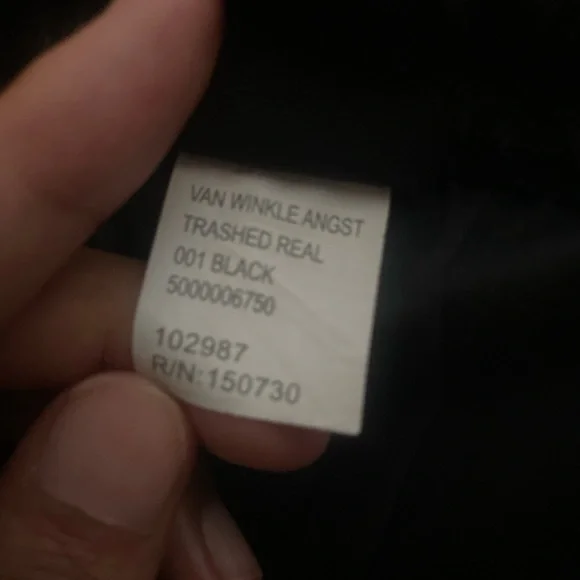 VAN WINKLE ANGST
TRASHED REAL
001 BLACK
5000006750
102987
R/N:150730